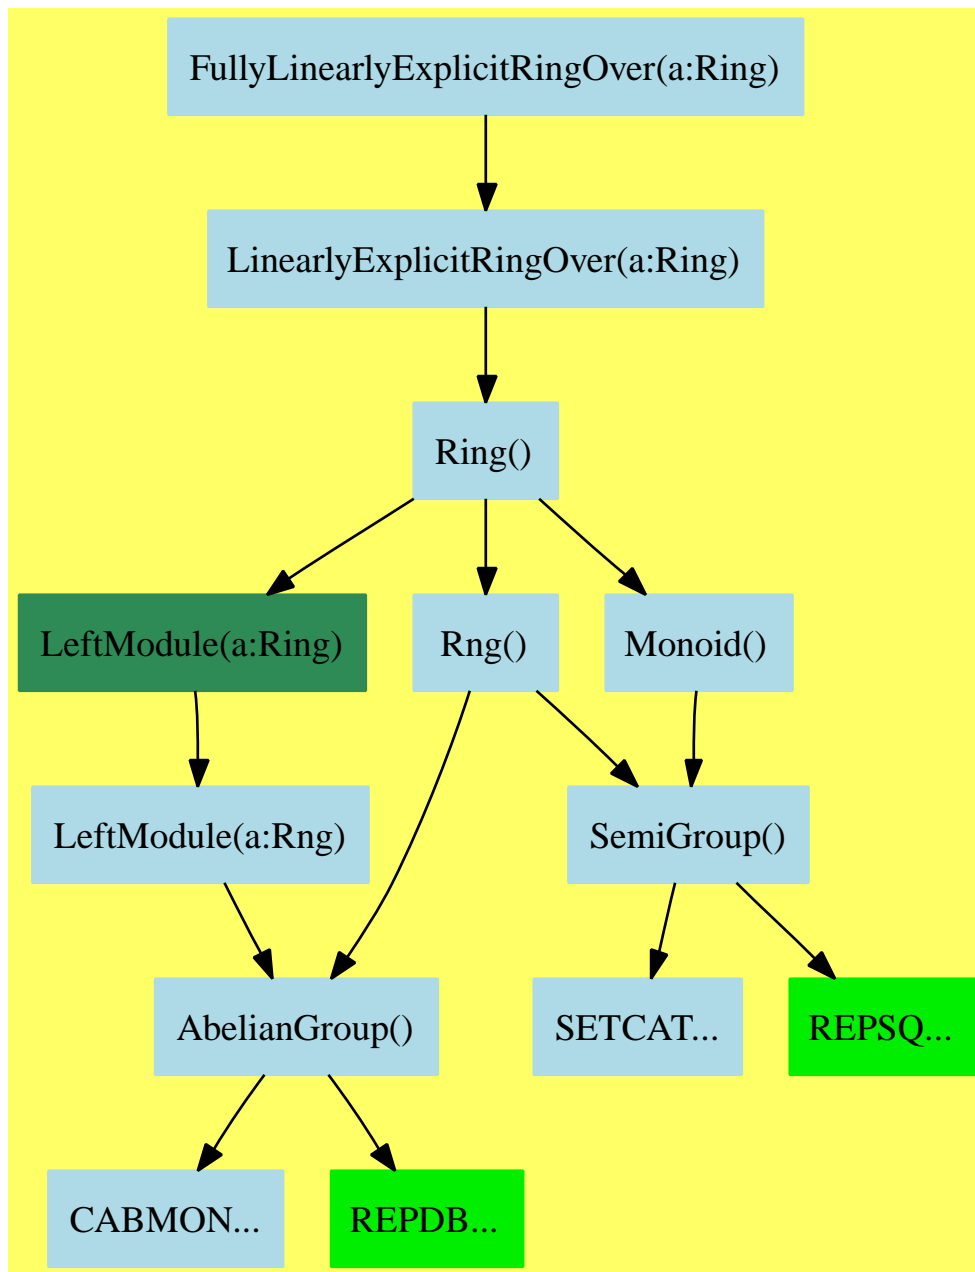 FullyLinearlyExplicitRingOver(a:Ring)
LinearlyExplicitRingOver(a:Ring)
Ring()
LeftModule(a:Ring)
Rng()
Monoid()
LeftModule(a:Rng)
SemiGroup()
AbelianGroup()
SETCAT...
REPSQ...
CABMON...
REPDB...